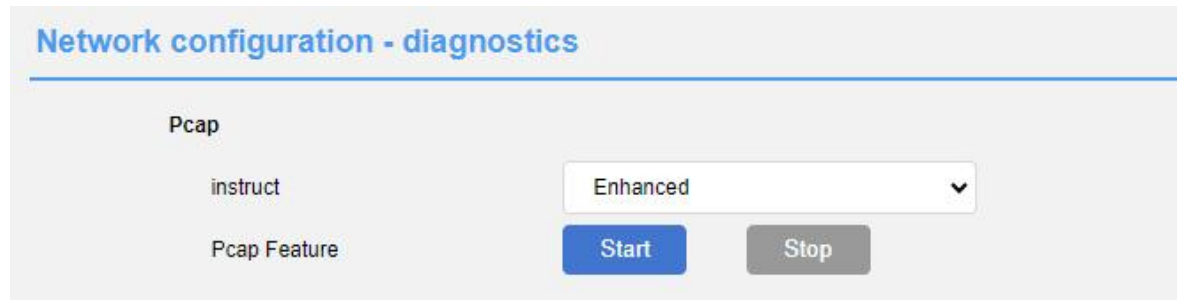 Network configuration - diagnostics
Pcap
instruct Enhanced
Pcap Feature Start Stop